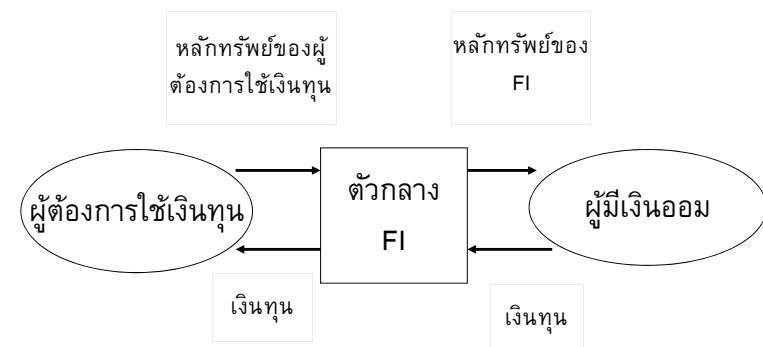 หลักทรัพย์ของผู้
ต้องการใช้เงินทุน
หลักทรัพย์ของ
FI
ผู้ต้องการใช้เงินทุน
ตัวกลาง
FI
ผู้มีเงินออม
เงินทุน
เงินทุน